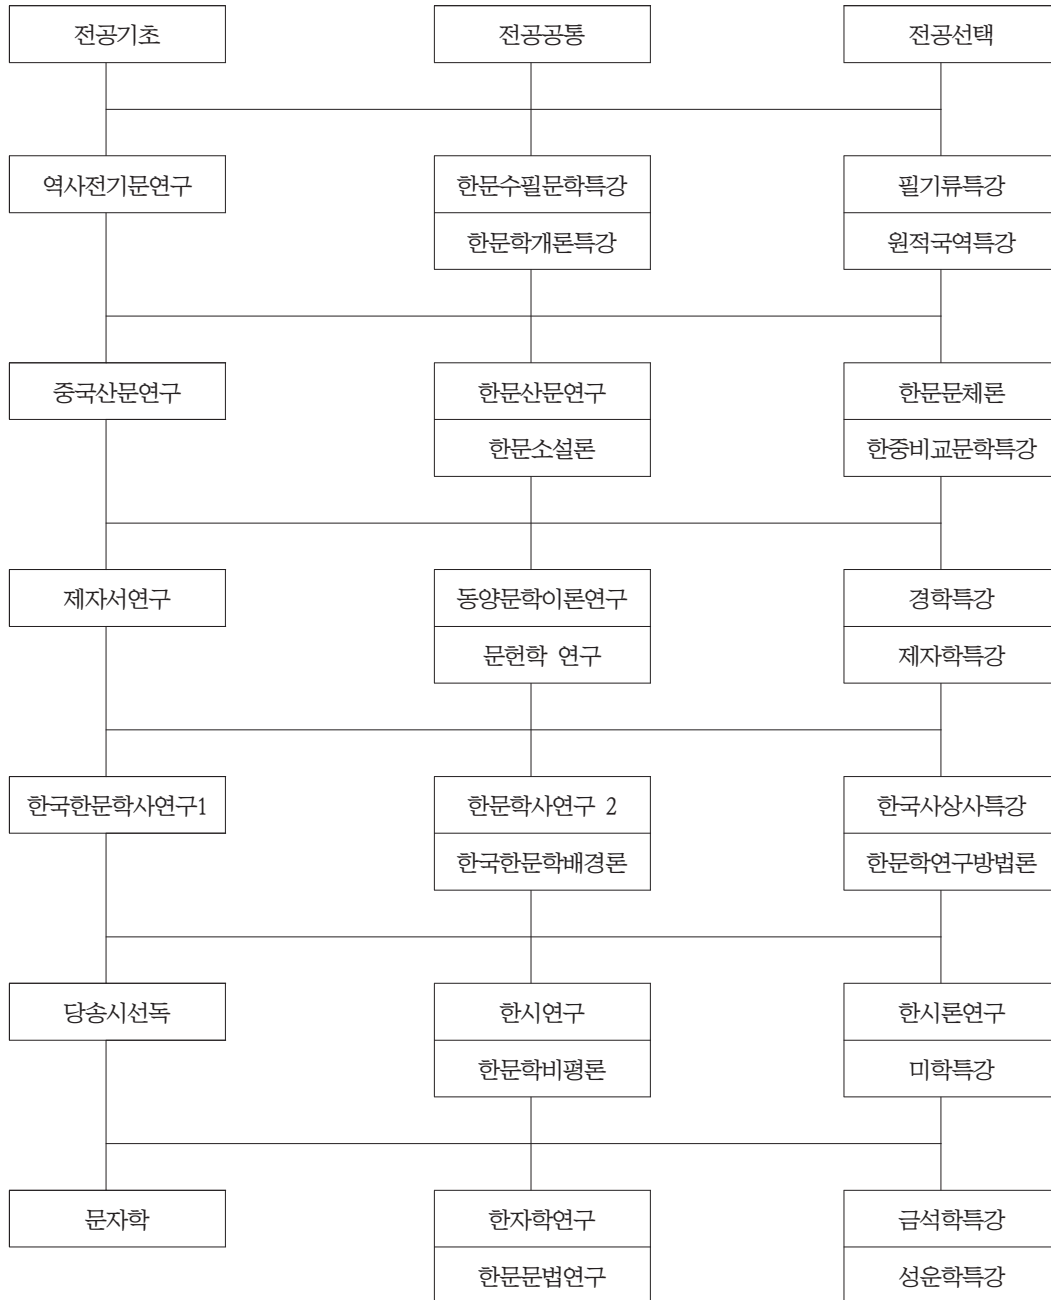 전공기초
전공공통
전공선택
역사전기문연구
한문수필문학특강
필기류특강
한문학개론특강
원적국역특강
중국산문연구
한문산문연구
한문문체론
한문소설론
한중비교문학특강
제자서연구
동양문학이론연구
경학특강
문헌학 연구
제자학특강
한국한문학사연구1
한문학사연구 2
한국사상사특강
한국한문학배경론
한문학연구방법론
당송시선독
한시연구
한시론연구
한문학비평론
미학특강
문자학
한자학연구
금석학특강
한문문법연구
성운학특강